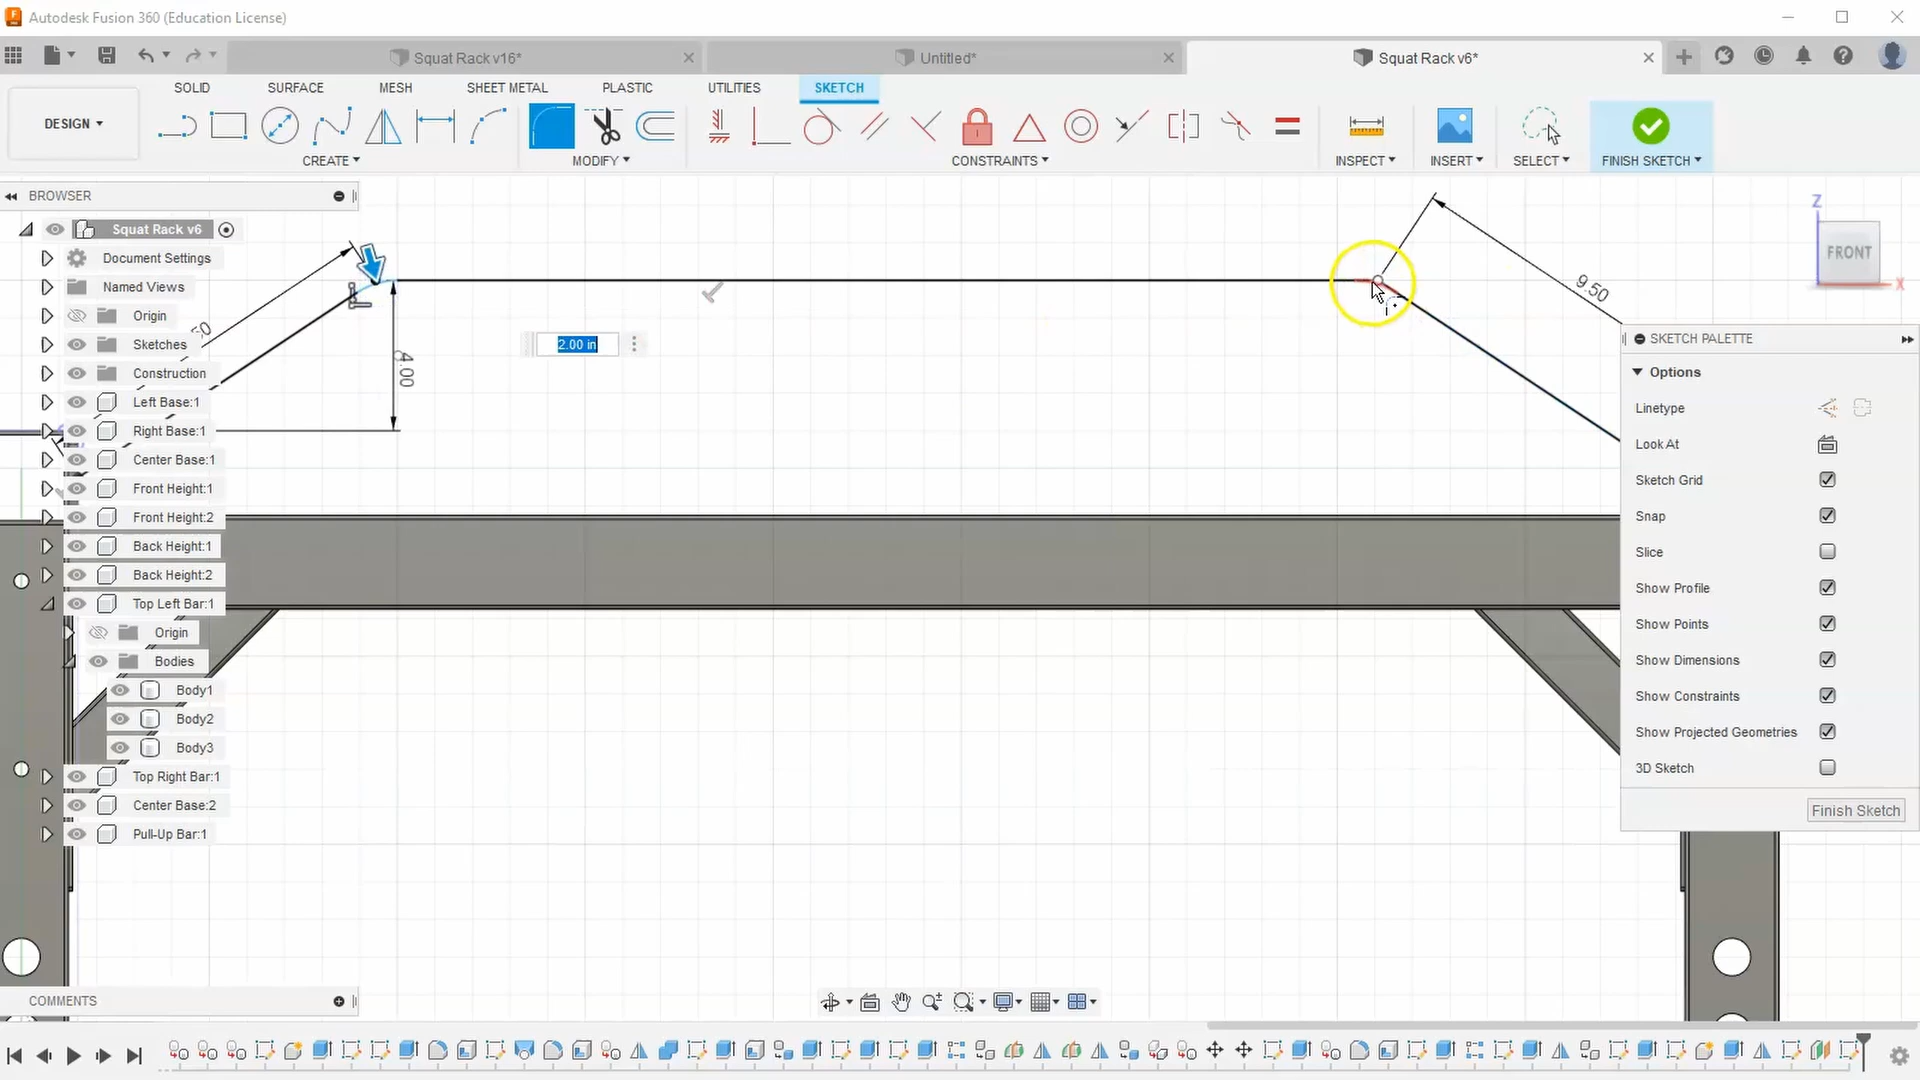 Autodesk Fusion 360 (Education License)
Squat Rack v16*
Untitled*
Squat Rack v6*
SOLID
SURFACE
MESH
SHEET METAL
PLASTIC
UTILITIES
SKETCH
DESIGN
CREATE
MODIFY
CONSTRAINTS
INSPECT
INSERT
SELECT
FINISH SKETCH
BROWSER
Squat Rack v6
Document Settings
Named Views
Origin
Sketches
Construction
Left Base:1
Right Base:1
Center Base:1
Front Height:1
Front Height:2
Back Height:1
Back Height:2
Top Left Bar:1
Origin
Bodies
Body1
Body2
Body3
Top Right Bar:1
Center Base:2
Pull-Up Bar:1
4.00
2.00 in
9.50
Z
FRONT
X
SKETCH PALETTE
Options
Linetype
Look At
Sketch Grid
Snap
Slice
Show Profile
Show Points
Show Dimensions
Show Constraints
Show Projected Geometries
3D Sketch
Finish Sketch
COMMENTS